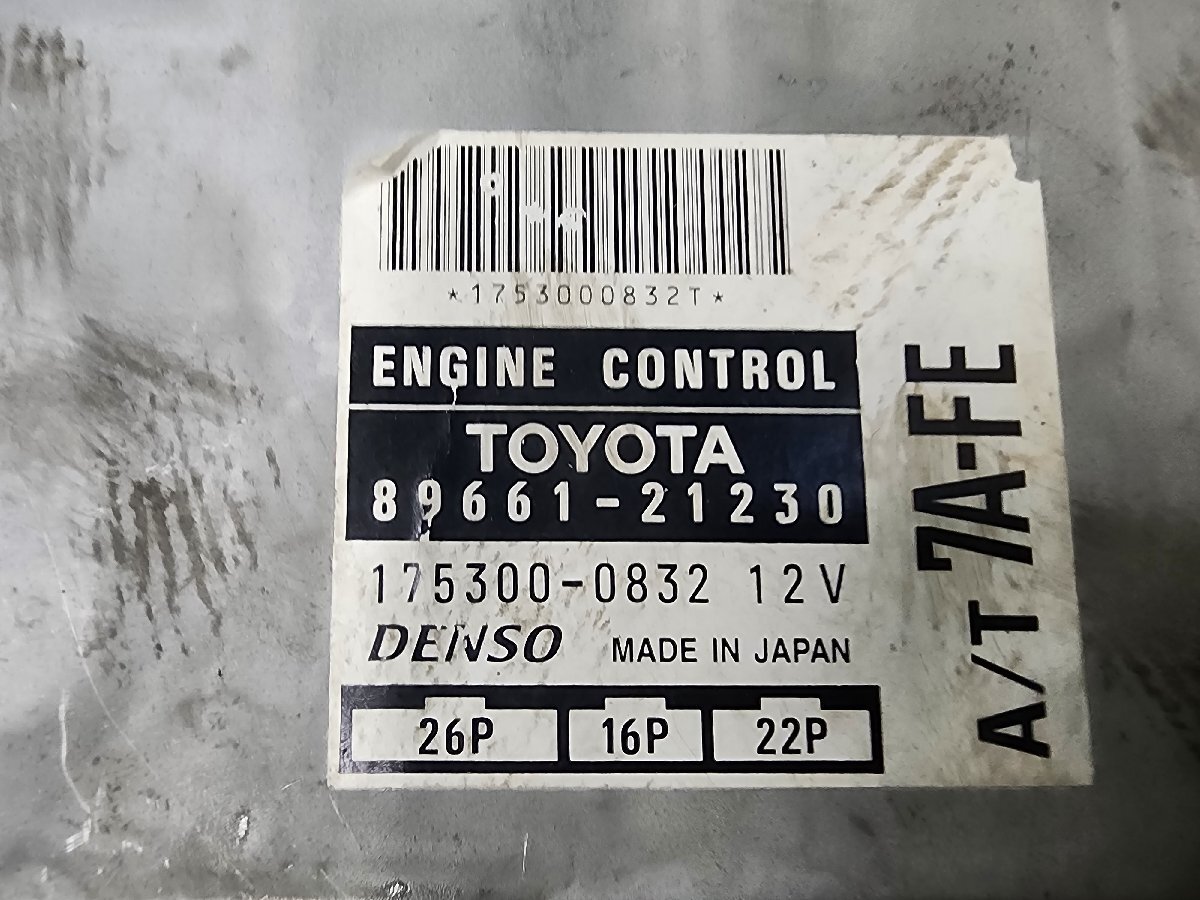 *1753000832T*
ENGINE CONTROL
TOYOTA
89661-21230
175300-0832 12V
DENSO MADE IN JAPAN
26P 16P 22P
A/T 7A-FE